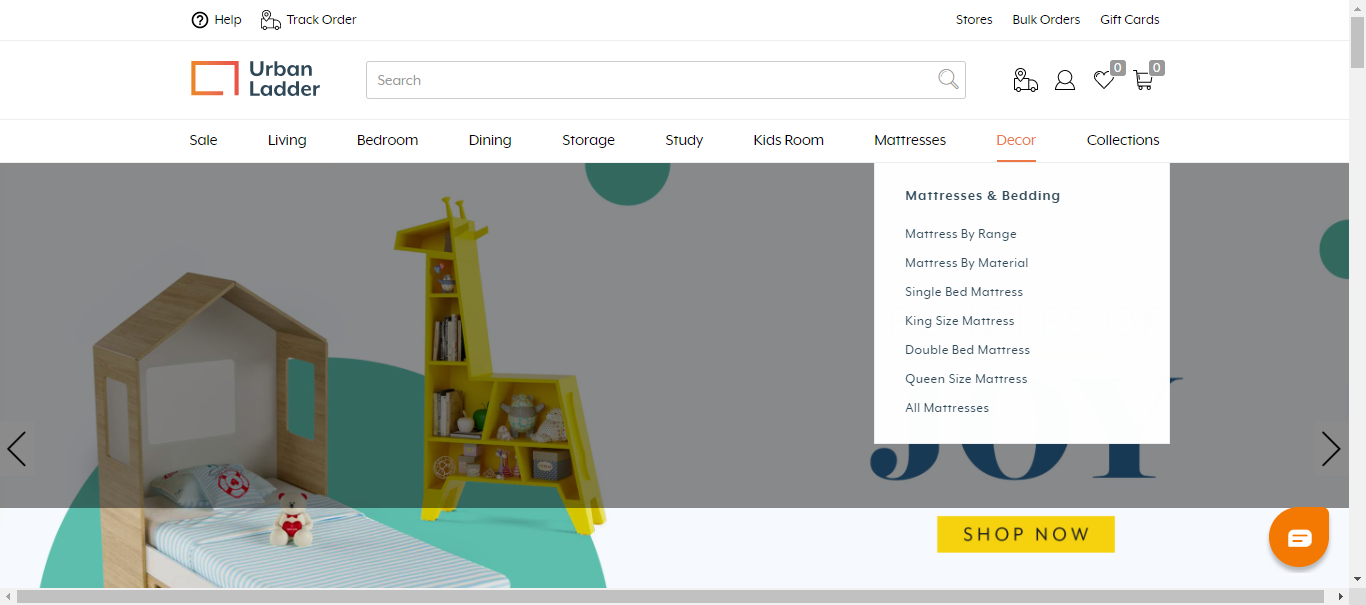 Help Track Order Stores Bulk Orders Gift Cards
Urban
Ladder
Search
0 0
Sale Living Bedroom Dining Storage Study Kids Room Mattresses Decor Collections
Mattresses & Bedding
Mattress By Range
Mattress By Material
Single Bed Mattress
King Size Mattress
Double Bed Mattress
Queen Size Mattress
All Mattresses
JOY
SHOP NOW